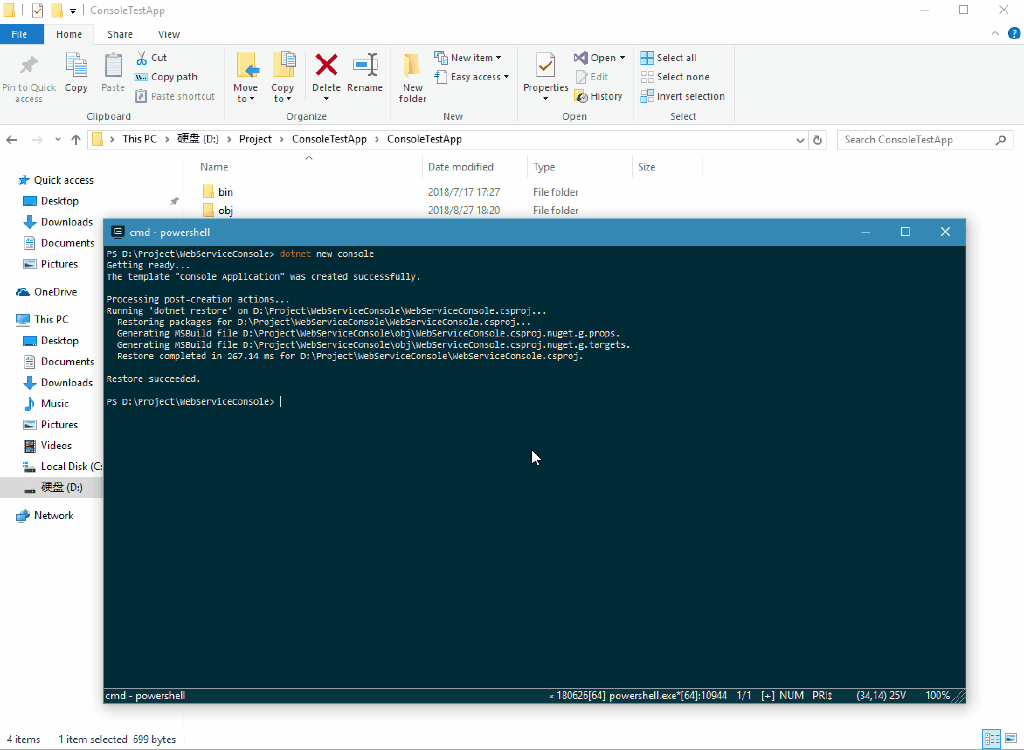 ConsoleTestApp
File Home Share View
Pin to Quick access
Copy
Paste
Cut
Copy path
Paste shortcut
Clipboard
Move to
Copy to
Delete
Rename
Organize
New folder
New item
Easy access
New
Properties
Open
Edit
History
Open
Select all
Select none
Invert selection
Select
This PC > 硬盘 (D:) > Project > ConsoleTestApp > ConsoleTestApp
Search ConsoleTestApp
Name Date modified Type Size
bin 2018/7/17 17:27 File folder
obj 2018/8/27 18:20 File folder
Quick access
Desktop
Downloads
Documents
Pictures
OneDrive
This PC
Desktop
Documents
Downloads
Music
Pictures
Videos
Local Disk (C:
硬盘 (D:)
Network
cmd - powershell
PS D:\Project\WebServiceConsole> dotnet new console
Getting ready...
The template "Console Application" was created successfully.
Processing post-creation actions...
Running 'dotnet restore' on D:\Project\WebServiceConsole\WebServiceConsole.csproj...
Restoring packages for D:\Project\WebServiceConsole\WebServiceConsole.csproj...
Generating MSBuild file D:\Project\WebServiceConsole\obj\WebServiceConsole.csproj.nuget.g.props.
Generating MSBuild file D:\Project\WebServiceConsole\obj\WebServiceConsole.csproj.nuget.g.targets.
Restore completed in 267.14 ms for D:\Project\WebServiceConsole\WebServiceConsole.csproj.
Restore succeeded.
PS D:\Project\WebServiceConsole>
cmd - powershell « 180626[64] powershell.exe*[64]:10944 1/1 [+] NUM PRI↕ (34,14) 25V 100%
4 items 1 item selected 699 bytes